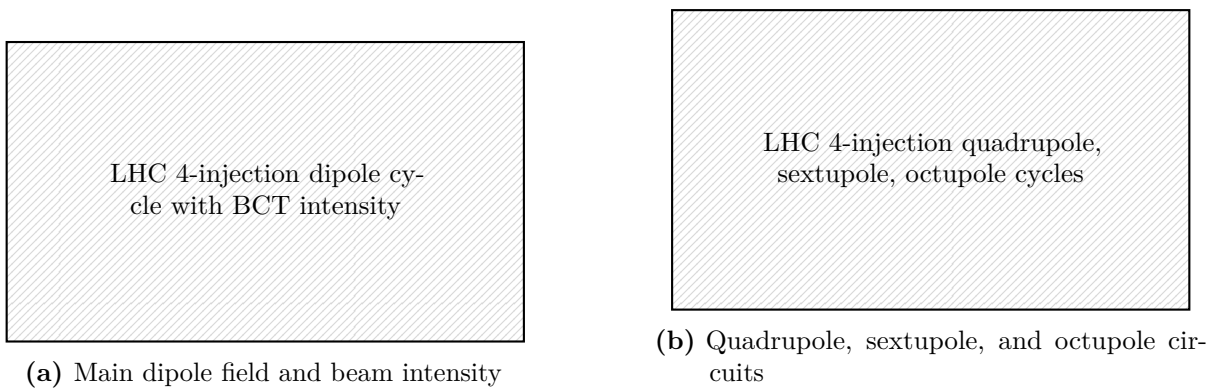 LHC 4-injection dipole cy-
cle with BCT intensity
(a) Main dipole field and beam intensity
LHC 4-injection quadrupole,
sextupole, octupole cycles
(b) Quadrupole, sextupole, and octupole cir-
cuits